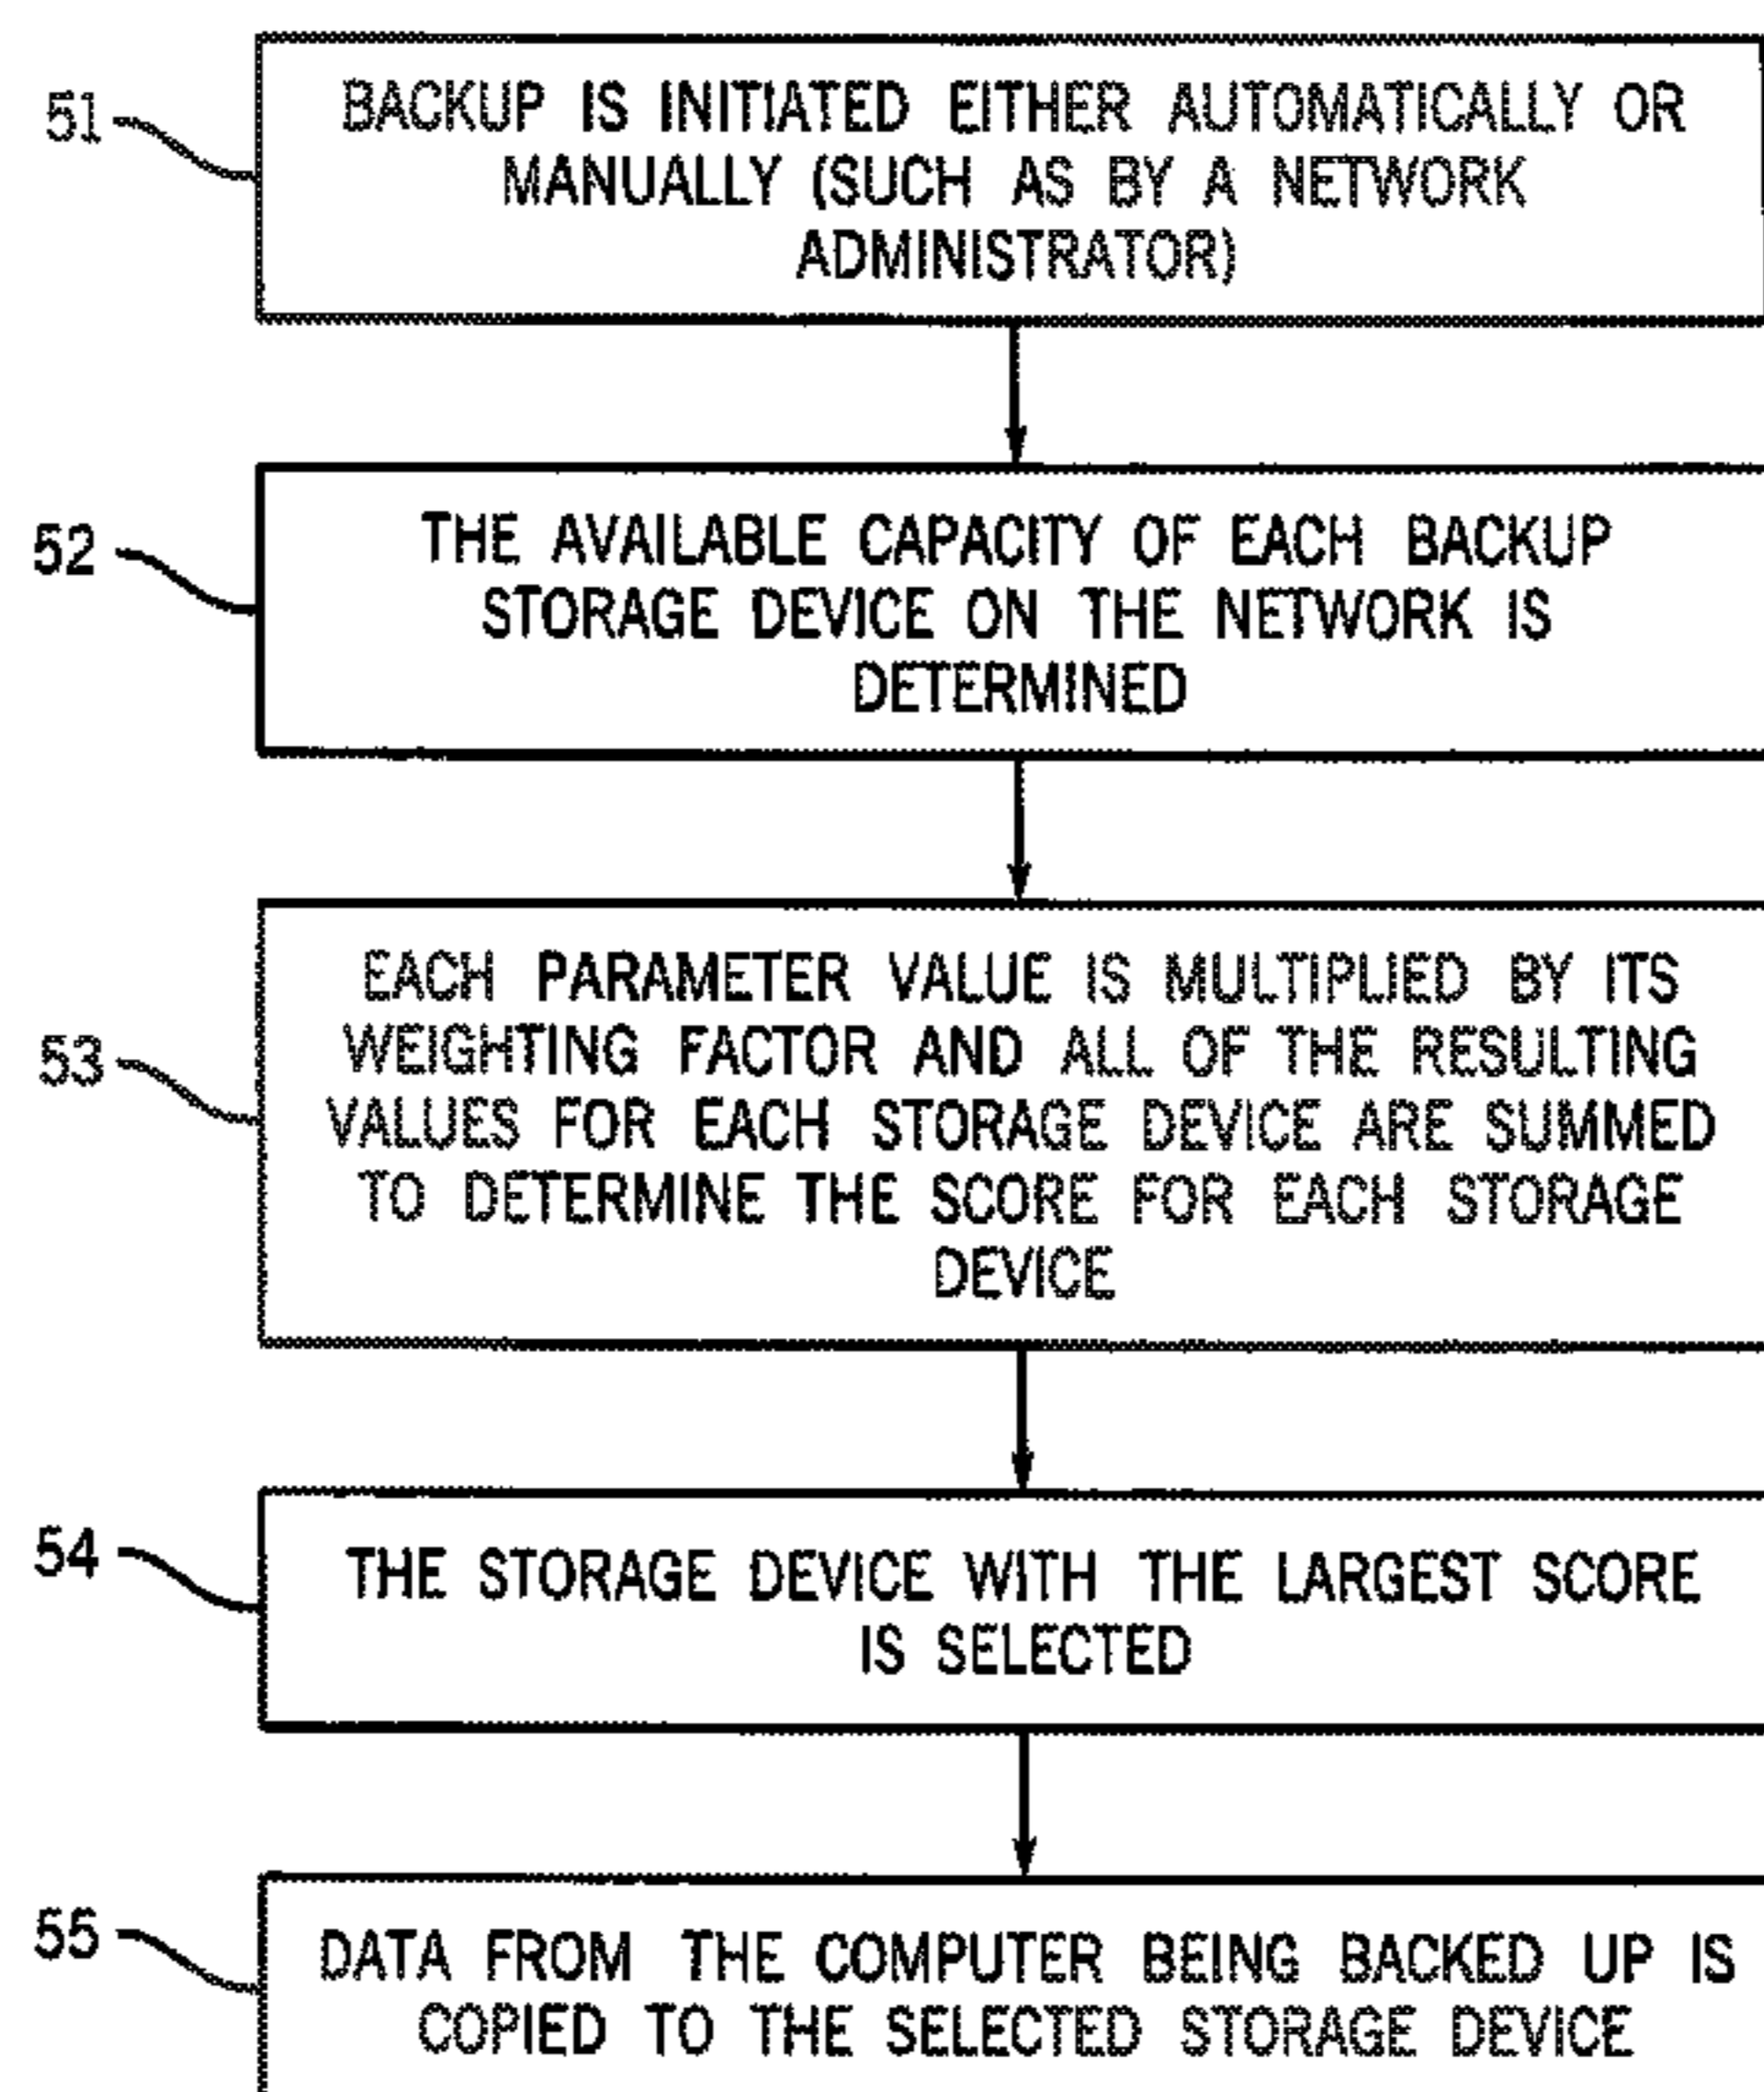 51
BACKUP IS INITIATED EITHER AUTOMATICALLY OR
MANUALLY (SUCH AS BY A NETWORK
ADMINISTRATOR)
52
THE AVAILABLE CAPACITY OF EACH BACKUP
STORAGE DEVICE ON THE NETWORK IS
DETERMINED
53
EACH PARAMETER VALUE IS MULTIPLIED BY ITS
WEIGHTING FACTOR AND ALL OF THE RESULTING
VALUES FOR EACH STORAGE DEVICE ARE SUMMED
TO DETERMINE THE SCORE FOR EACH STORAGE
DEVICE
54
THE STORAGE DEVICE WITH THE LARGEST SCORE
IS SELECTED
55
DATA FROM THE COMPUTER BEING BACKED UP IS
COPIED TO THE SELECTED STORAGE DEVICE